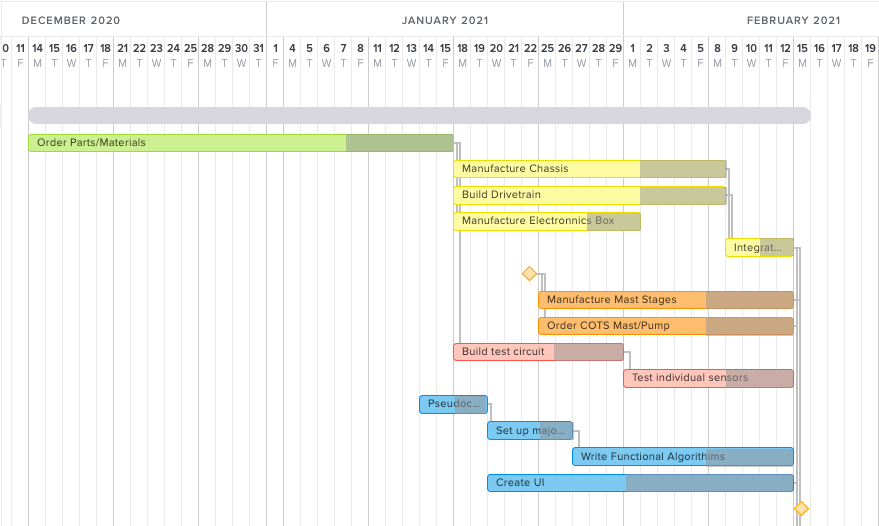 DECEMBER 2020 JANUARY 2021 FEBRUARY 2021
0 11 14 15 16 17 18 21 22 23 24 25 28 29 30 31 1 4 5 6 7 8 11 12 13 14 15 18 19 20 21 22 25 26 27 28 29 1 2 3 4 5 8 9 10 11 12 15 16 17 18 19
T F M T W T F M T W T F M T W T F M T W T F M T W T F M T W T F M T W T F M T W T F M T W T F M T W T F
Order Parts/Materials
Manufacture Chassis
Build Drivetrain
Manufacture Electronnics Box
Integrat...
Manufacture Mast Stages
Order COTS Mast/Pump
Build test circuit
Test individual sensors
Pseudoc...
Set up majo...
Write Functional Algorithims
Create UI